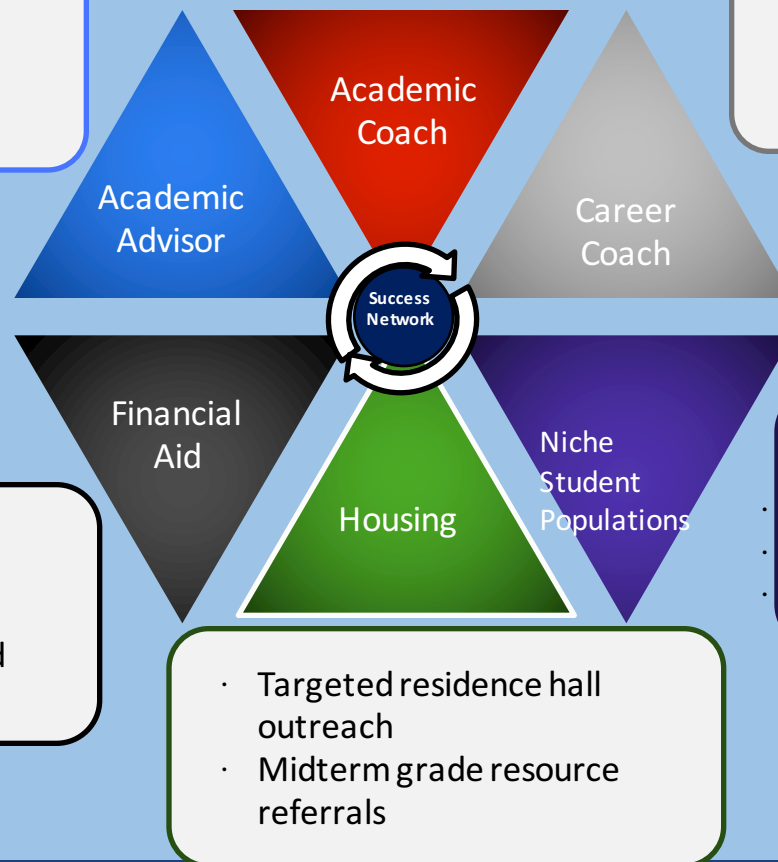 Academic
Coach
Academic
Advisor
Career
Coach
Success
Network
Financial
Aid
Niche
Student
Populations
Housing
· Targeted residence hall
outreach
· Midterm grade resource
referrals